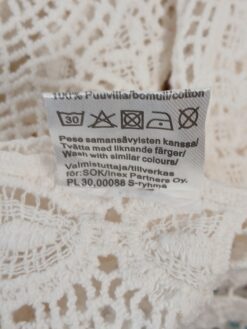 100% Puuvilla/bomull/cotton
30
Pese samansävyisten kanssa/
Tvätta med liknande färger/
Wash with similar colours/
Valmistuttaja/tillverkas
för:SOK/Inex Partners Oy.
PL 30,00088 S-ryhmä